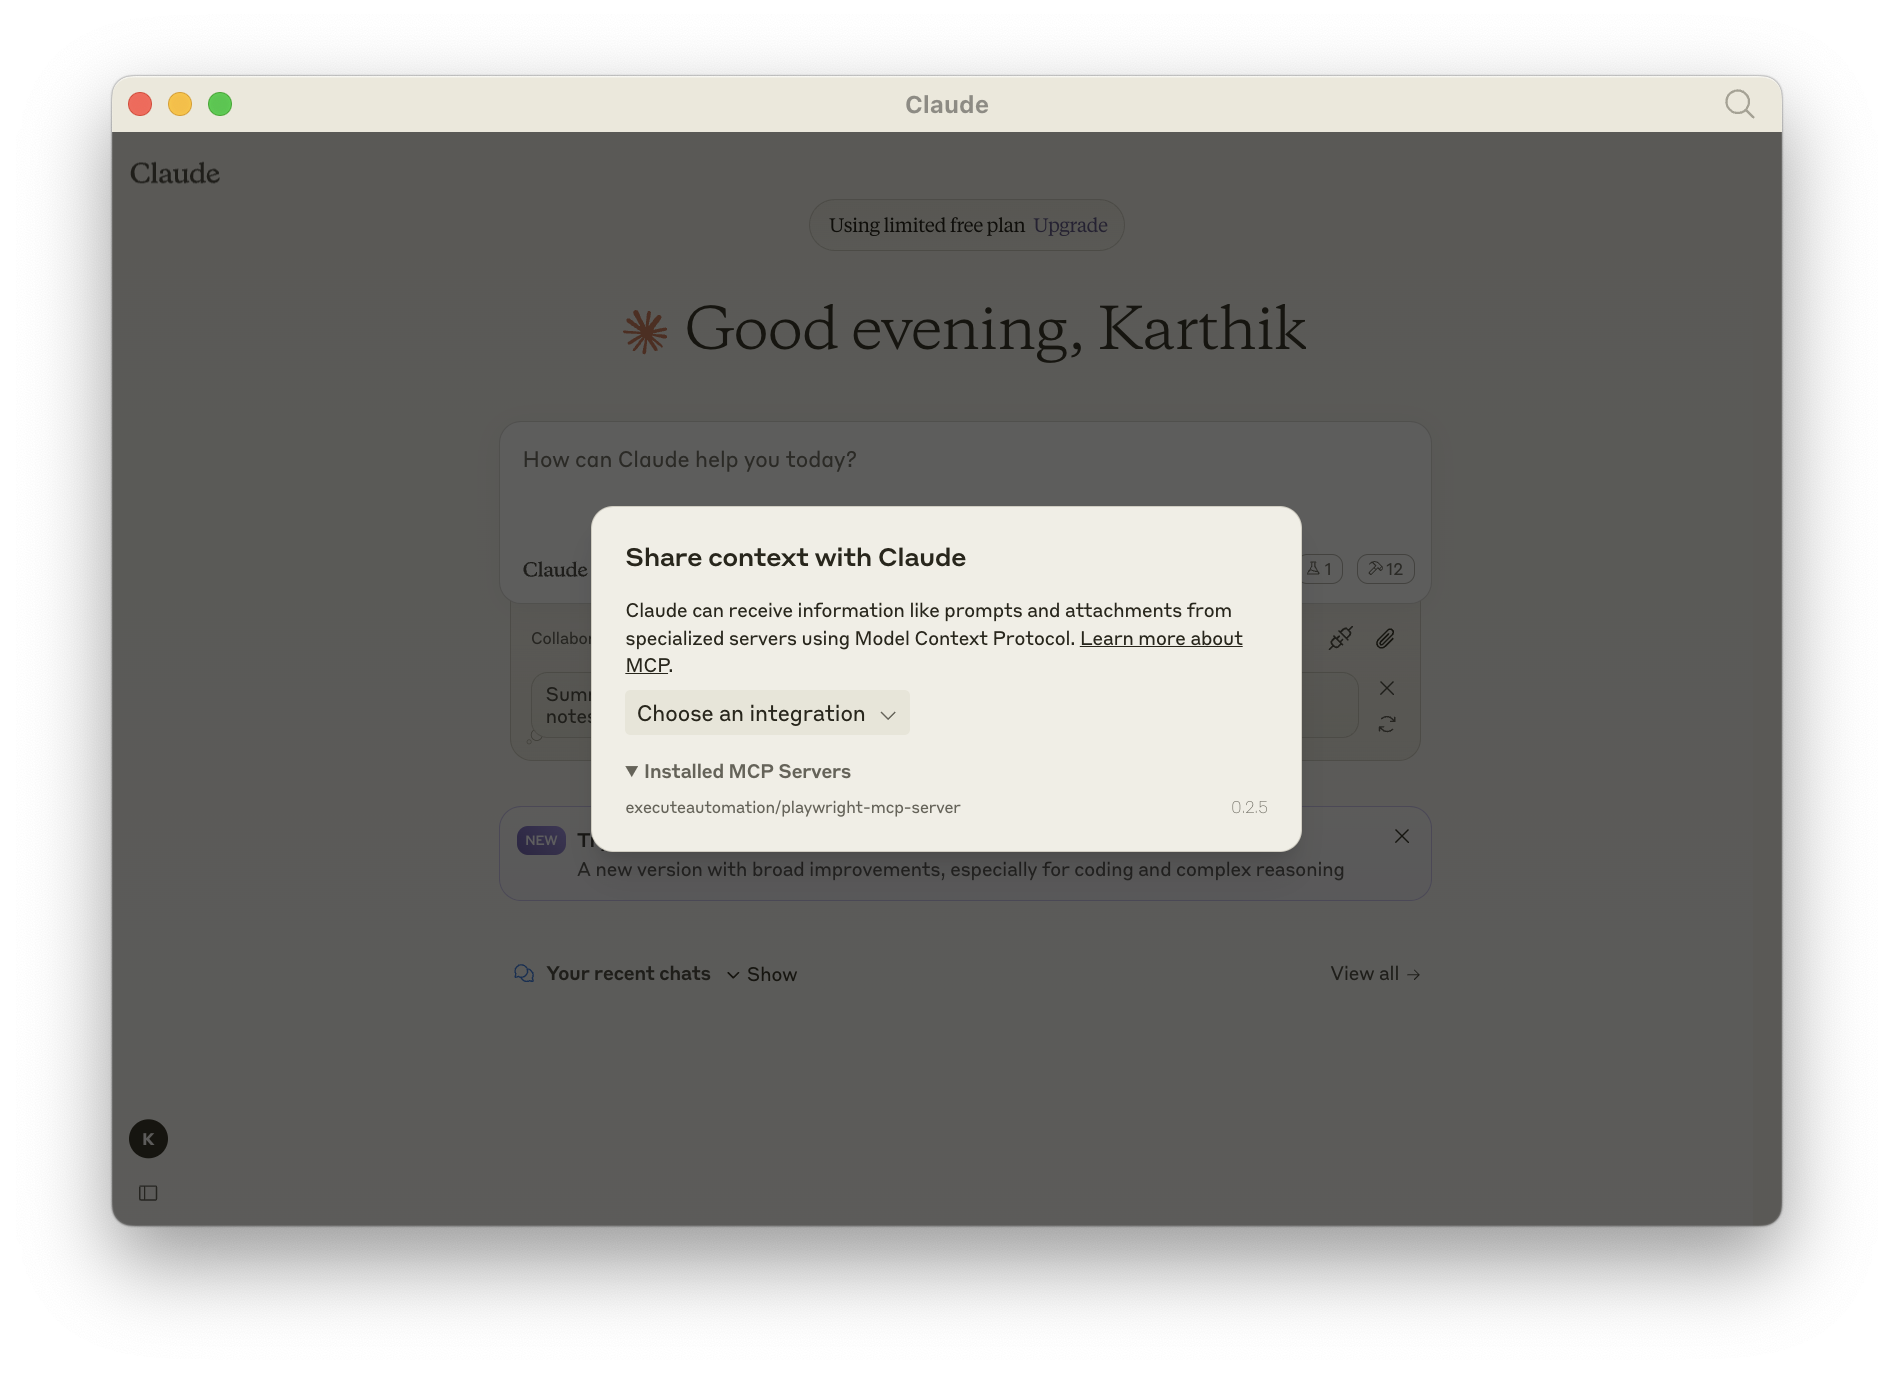 Claude
Claude
Using limited free plan Upgrade
Good evening, Karthik
How can Claude help you today?
Share context with Claude
Claude can receive information like prompts and attachments from
specialized servers using Model Context Protocol. Learn more about
MCP.
Choose an integration
Installed MCP Servers
executeautomation/playwright-mcp-server 0.2.5
Claude
1
12
notes
NEW
A new version with broad improvements, especially for coding and complex reasoning
Your recent chats
Show
View all →
K